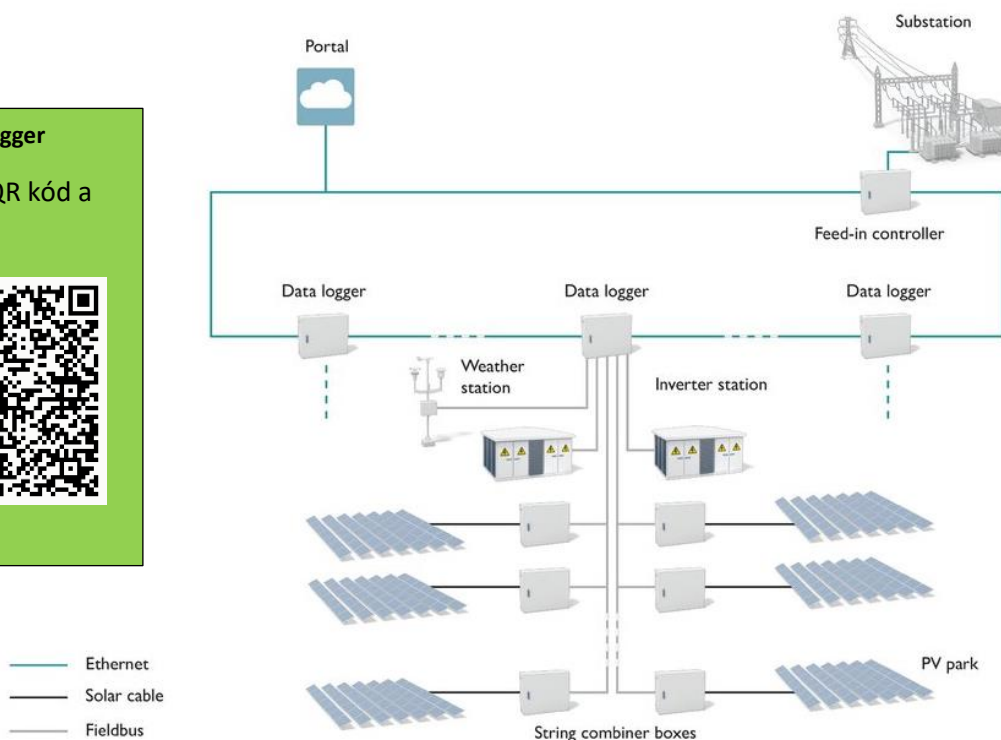 Substation
Portal
QR kód a
Feed-in controller
Data logger
Data logger
Data logger
Weather
station
Inverter station
PV park
String combiner boxes
Ethernet
Solar cable
Fieldbus